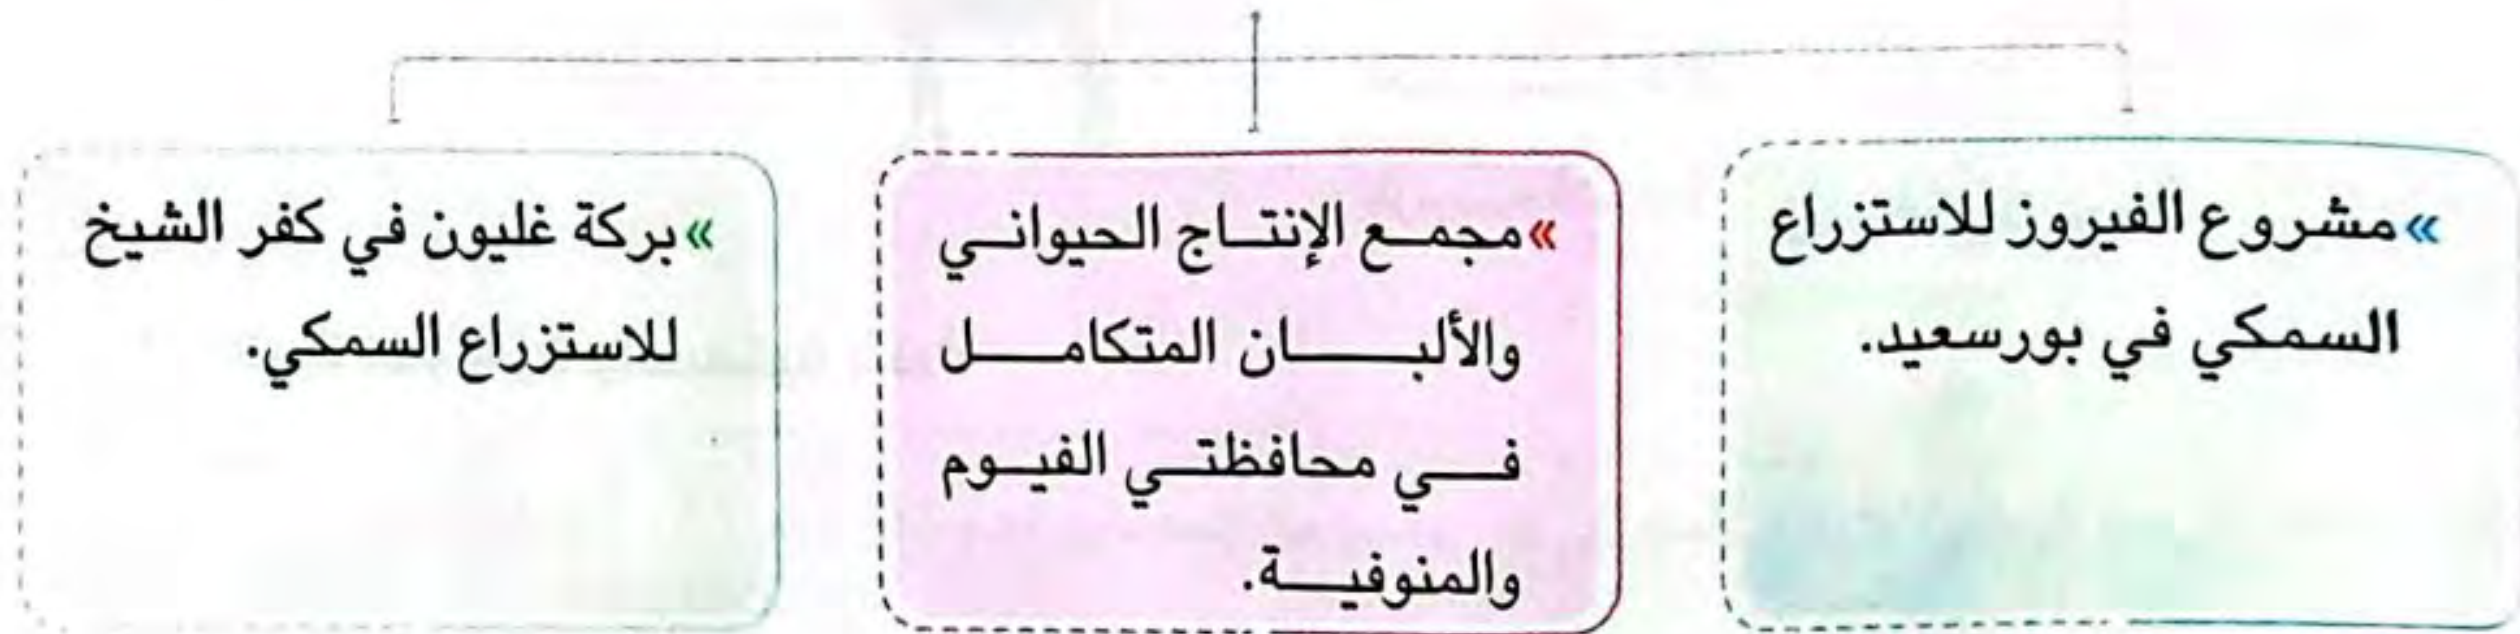 »مشروع الفيروز للاستزراع
السمكي في بورسعيد.
»مجمع الإنتاج الحيواني
والألبان المتكامل
في محافظتي الفيوم
والمنوفية.
»بركة غليون في كفر الشيخ
للاستزراع السمكي.